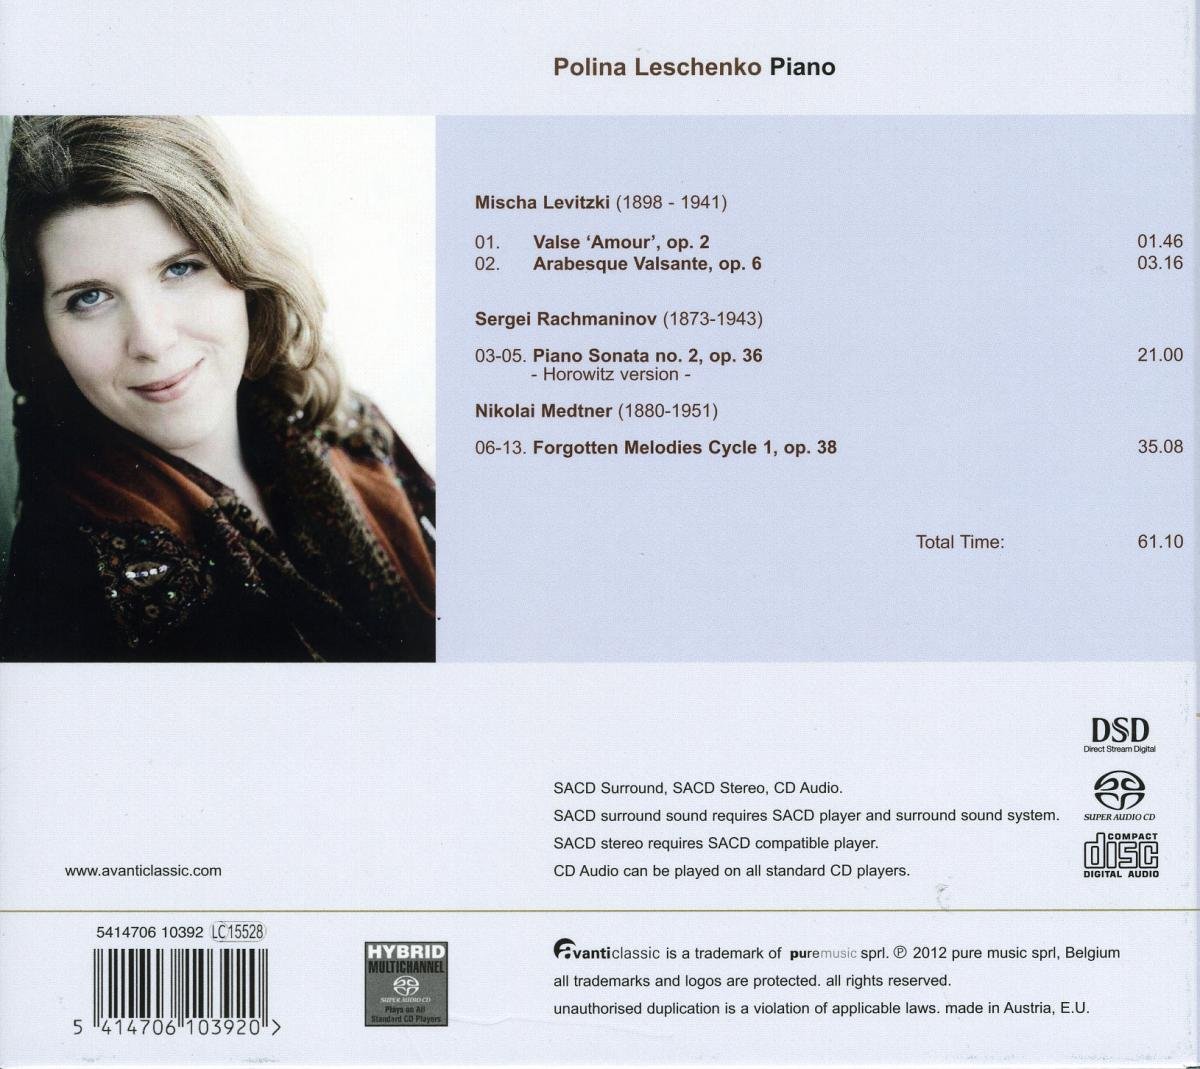 Polina Leschenko Piano
Mischa Levitzki (1898 - 1941)
01. Valse ‘Amour’, op. 2 01.46
02. Arabesque Valsante, op. 6 03.16
Sergei Rachmaninov (1873-1943)
03-05. Piano Sonata no. 2, op. 36 21.00
- Horowitz version -
Nikolai Medtner (1880-1951)
06-13. Forgotten Melodies Cycle 1, op. 38 35.08
Total Time: 61.10
DSD
Direct Stream Digital
SACD Surround, SACD Stereo, CD Audio.
SACD surround sound requires SACD player and surround sound system.
SUPER AUDIO CD
SACD stereo requires SACD compatible player.
COMPACT
disc
DIGITAL AUDIO
CD Audio can be played on all standard CD players.
www.avanticlassic.com
5414706 10392 LC15528
5 414706 103920 >
HYBRID
MULTICHANNEL
SUPER AUDIO CD
Plays on All
Standard CD Players
avanticlassic is a trademark of puremusic sprl. ℗ 2012 pure music sprl, Belgium
all trademarks and logos are protected. all rights reserved.
unauthorised duplication is a violation of applicable laws. made in Austria, E.U.